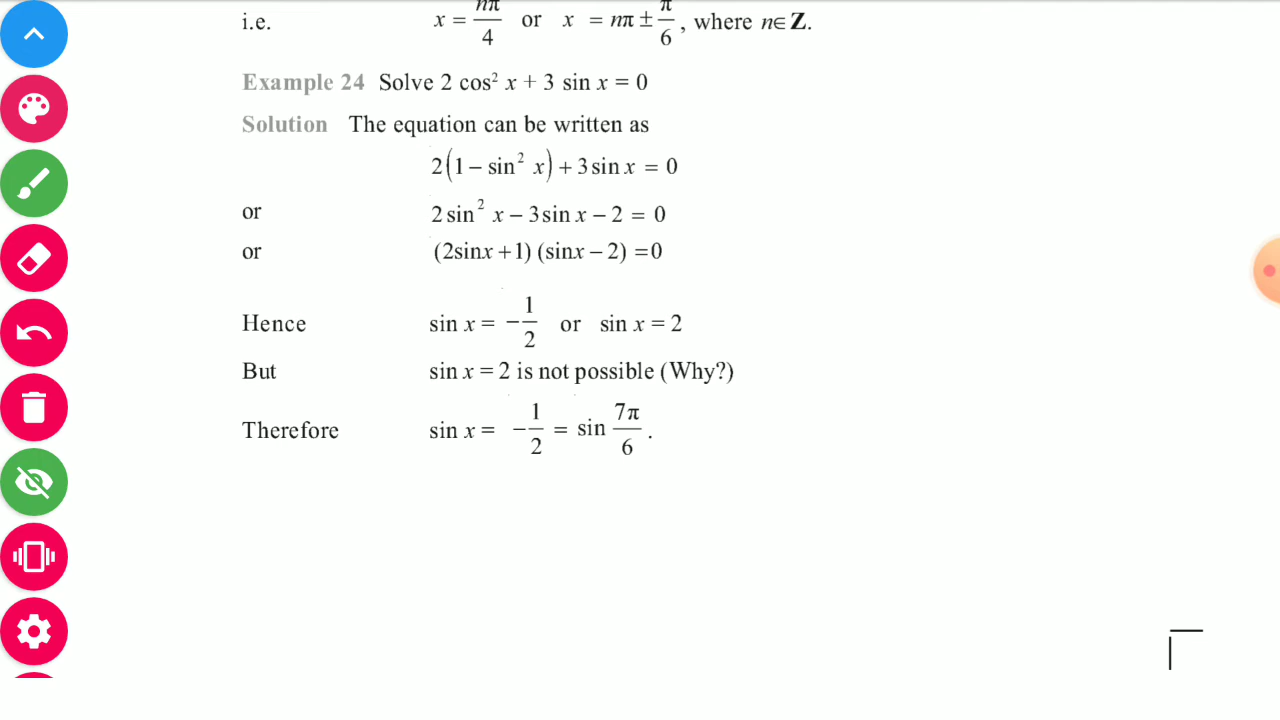 i.e. x = nπ/4 or x = nπ ± π/6 , where n∈ Z.
Example 24 Solve 2 cos² x + 3 sin x = 0
Solution The equation can be written as
2(1 – sin² x) + 3 sin x = 0
or 2 sin² x – 3 sin x – 2 = 0
or (2sinx + 1) (sinx – 2) = 0
Hence sin x = –1/2 or sin x = 2
But sin x = 2 is not possible (Why?)
Therefore sin x = –1/2 = sin 7π/6 .